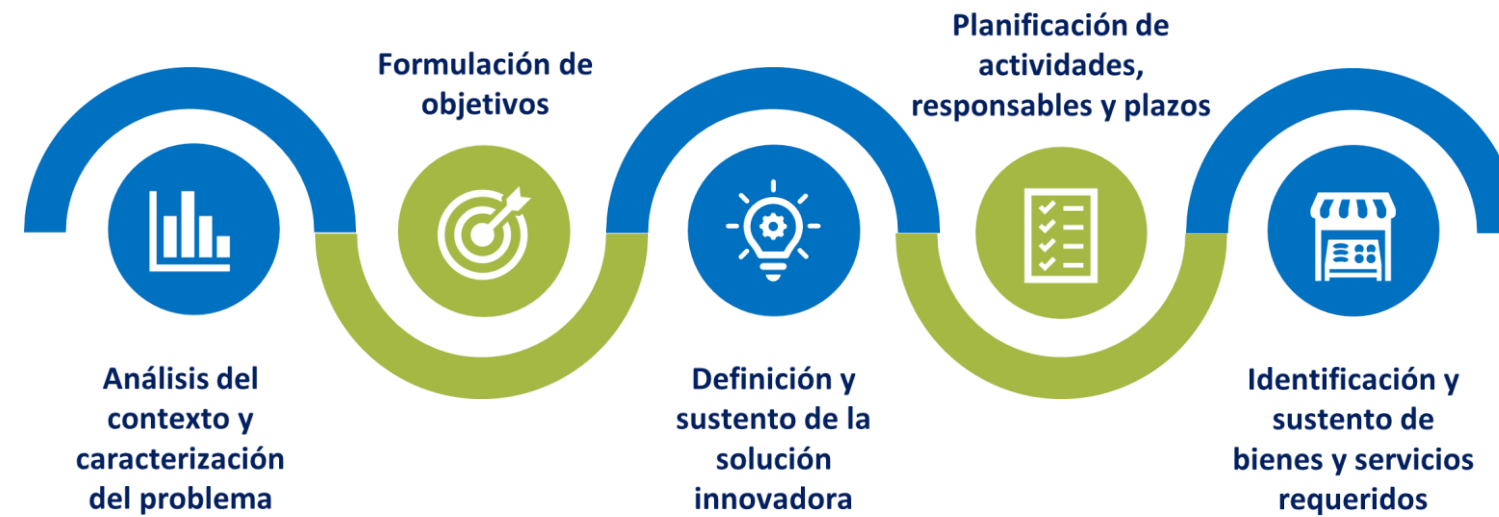 Análisis del
contexto y
caracterización
del problema
Formulación de
objetivos
Definición y
sustento de la
solución
innovadora
Planificación de
actividades,
responsables y plazos
Identificación y
sustento de
bienes y servicios
requeridos